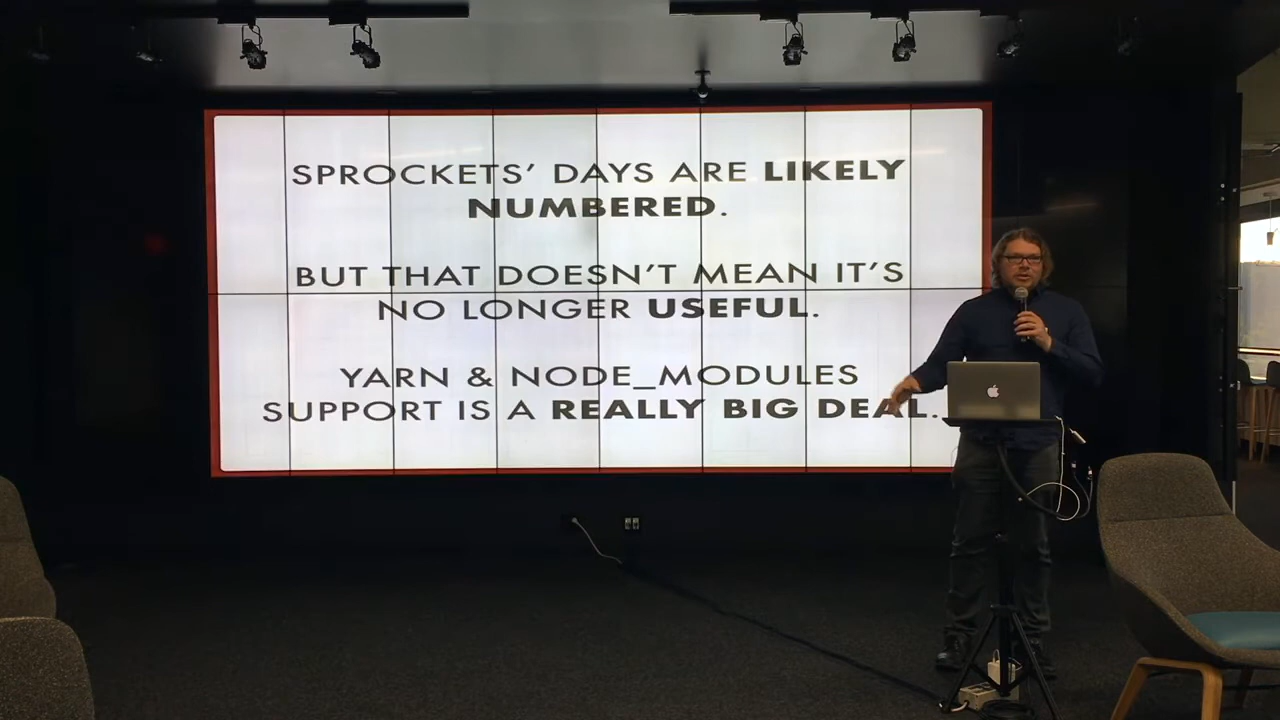 SPROCKETS’ DAYS ARE LIKELY
NUMBERED.
BUT THAT DOESN’T MEAN IT’S
NO LONGER USEFUL.
YARN & NODE_MODULES
SUPPORT IS A REALLY BIG DEAL.